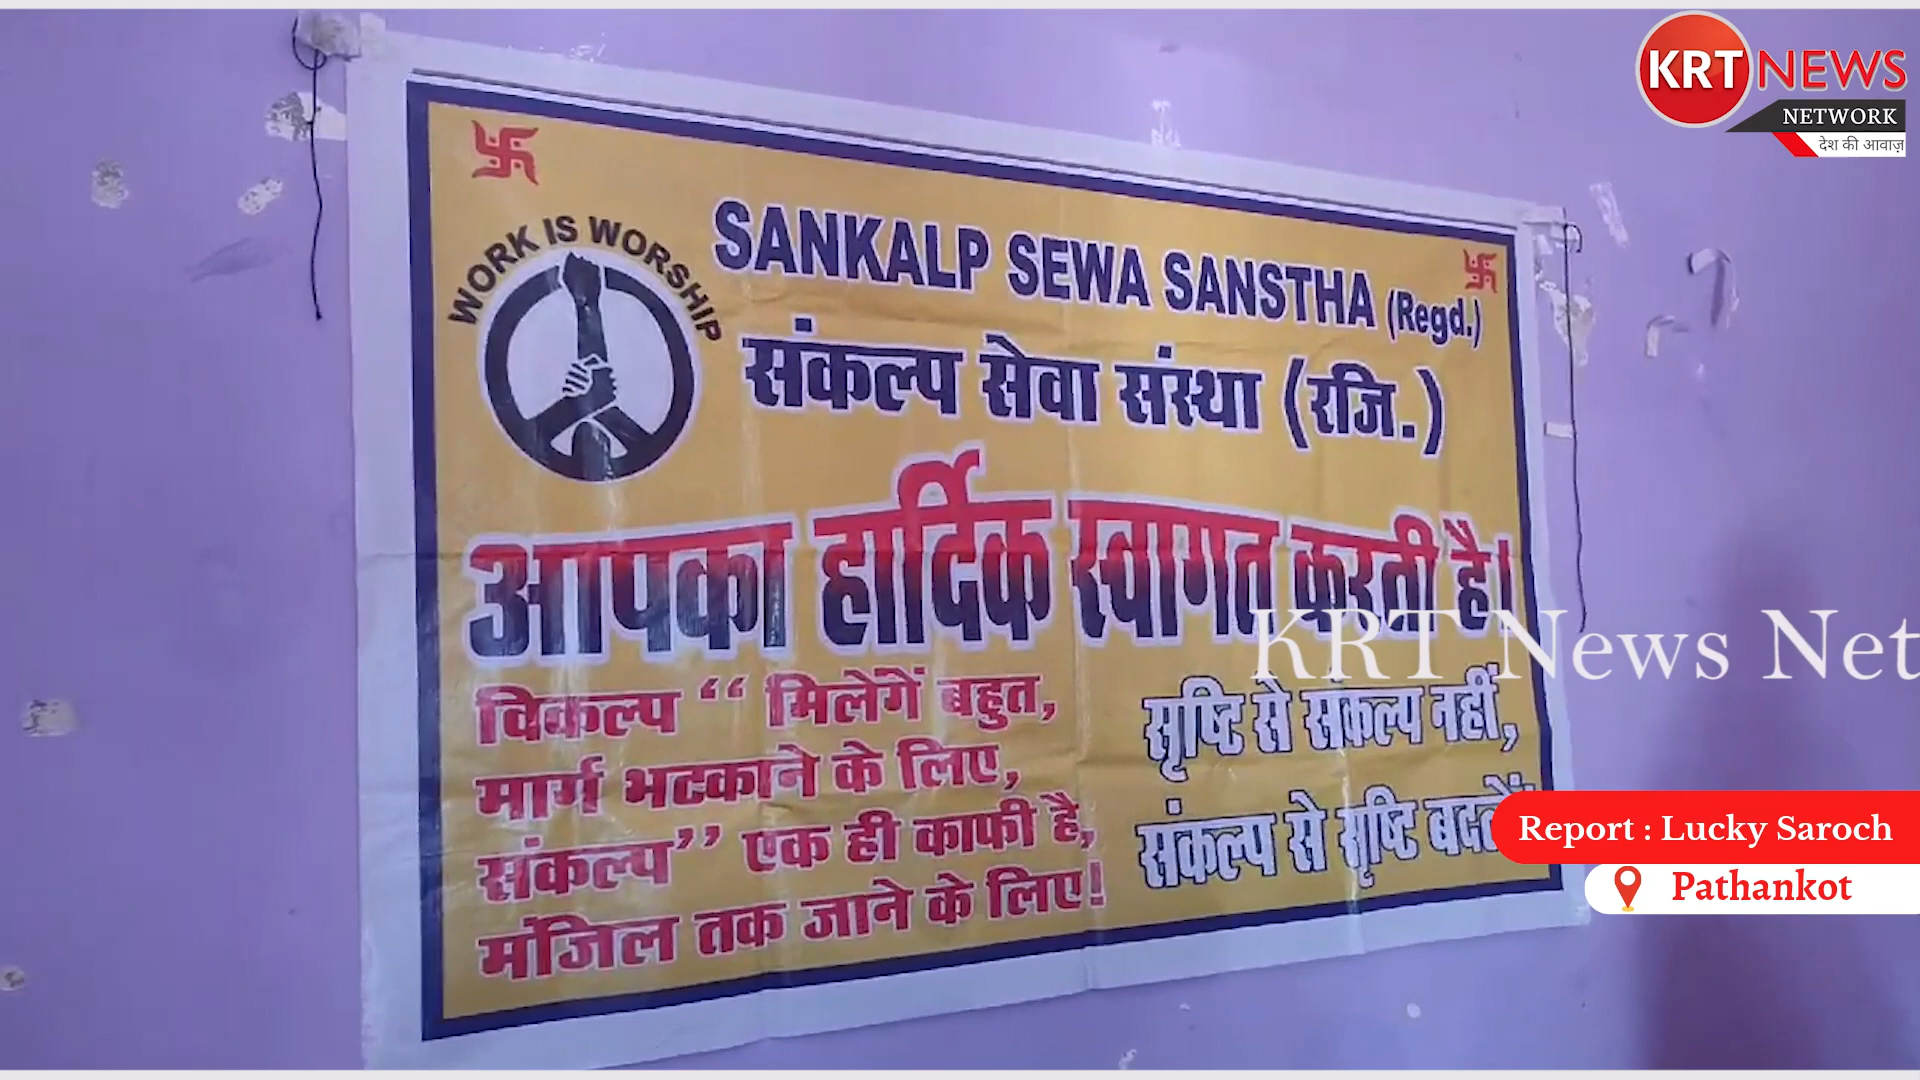 KRT NEWS
NETWORK
देश की आवाज़
WORK IS WORSHIP
SANKALP SEWA SANSTHA (Regd.)
संकल्प सेवा संस्था (रजि.)
आपका हार्दिक स्वागत करती है।
विकल्प “ मिलेगें बहुत,
मार्ग भटकाने के लिए,
संकल्प” एक ही काफी है,
मंजिल तक जाने के लिए!
सृष्टि से संकल्प नहीं,
संकल्प से सृष्टि
KRT News Net
Report : Lucky Saroch
Pathankot